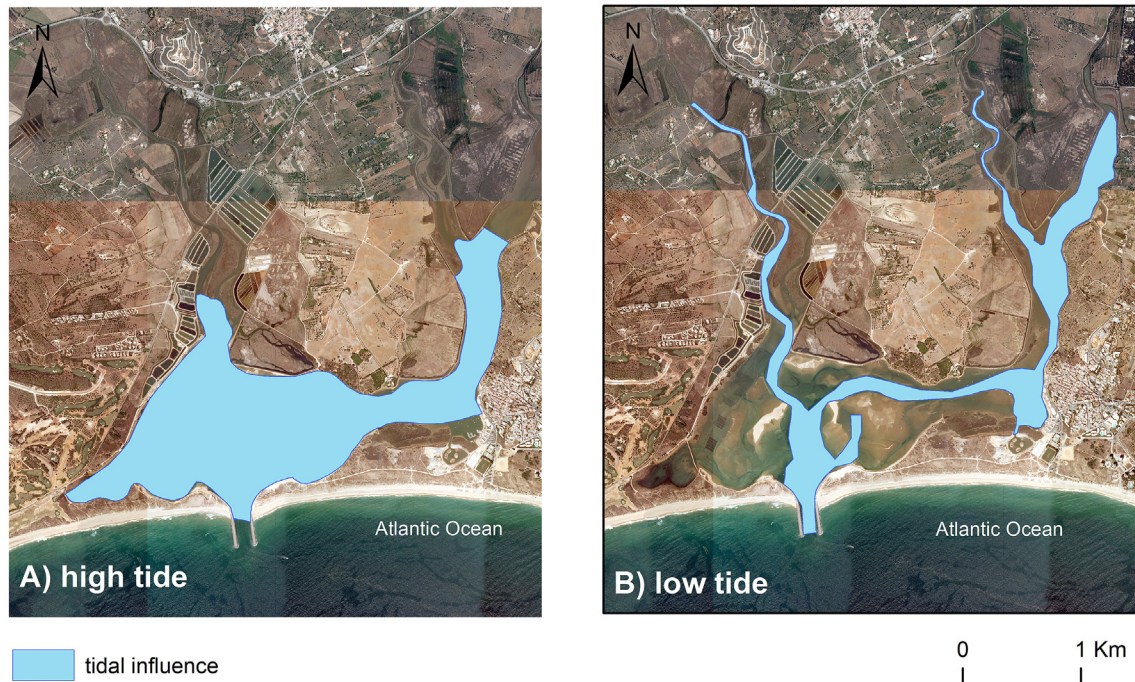 N
N
Atlantic Ocean
Atlantic Ocean
A) high tide
B) low tide
tidal influence
0 1 Km